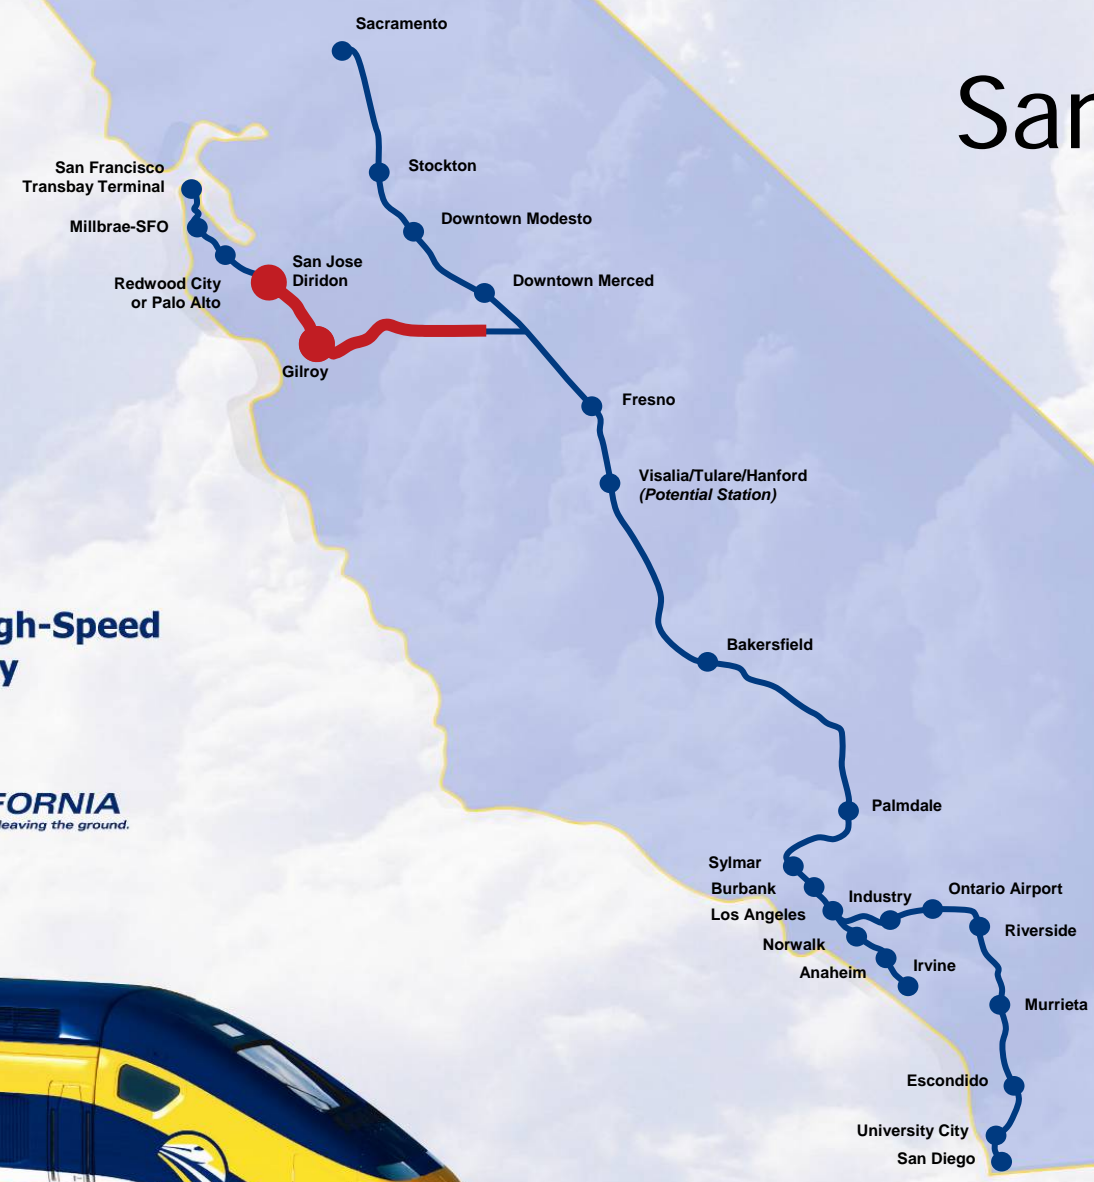 Sacramento
San
San Francisco
Transbay Terminal
Stockton
Millbrae-SFO
Downtown Modesto
San Jose
Diridon
Redwood City
or Palo Alto
Downtown Merced
Gilroy
Fresno
Visalia/Tulare/Hanford
(Potential Station)
gh-Speed
y
Bakersfield
FORNIA
leaving the ground.
Palmdale
Sylmar
Burbank
Industry
Ontario Airport
Los Angeles
Riverside
Norwalk
Anaheim
Irvine
Murrieta
Escondido
University City
San Diego